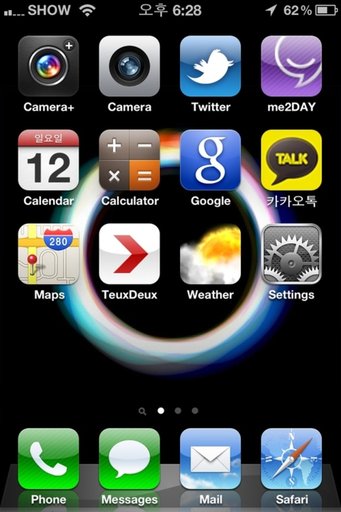 SHOW 오후 6:28 62%
Camera+ Camera Twitter me2DAY
일요일
12 TALK
Calendar Calculator Google 카카오톡
280
Maps TeuxDeux Weather Settings
Phone Messages Mail Safari